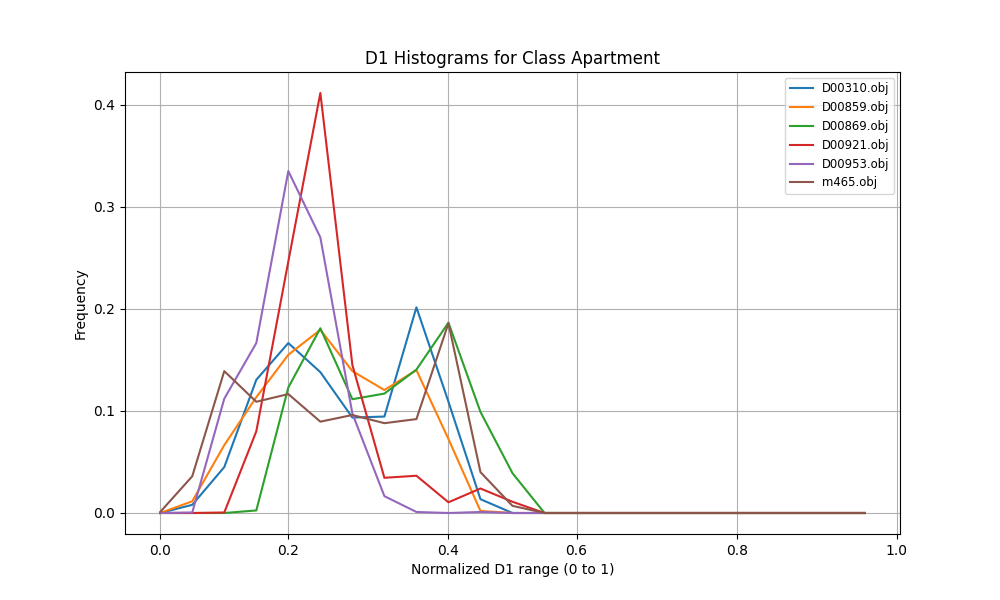 D1 Histograms for Class Apartment
D00310.obj
D00859.obj
D00869.obj
D00921.obj
D00953.obj
m465.obj
Frequency
0.4
0.3
0.2
0.1
0.0
0.0 0.2 0.4 0.6 0.8 1.0
Normalized D1 range (0 to 1)